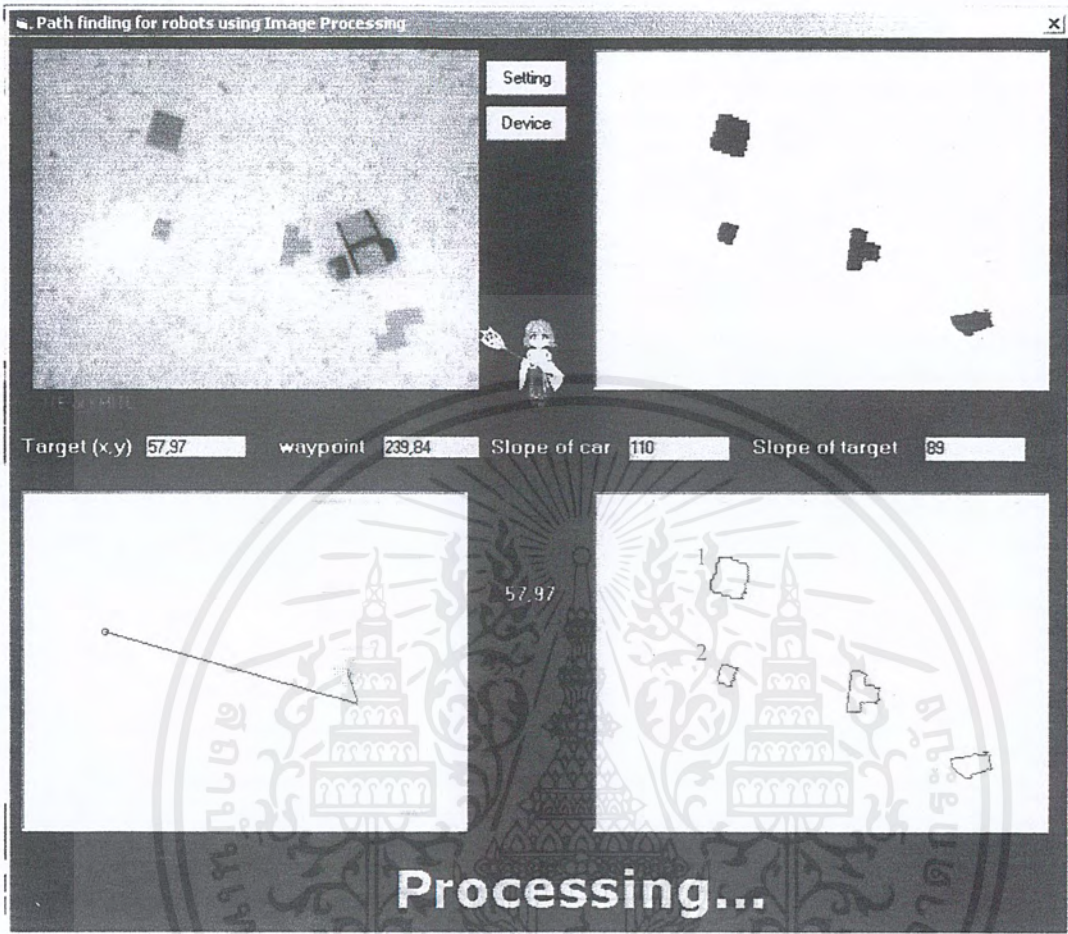 Path finding for robots using Image Processing
Setting
Device
Target (x,y) 57,97 waypoint 239,84 Slope of car 110 Slope of target 89
57,97
1
2
Processing...